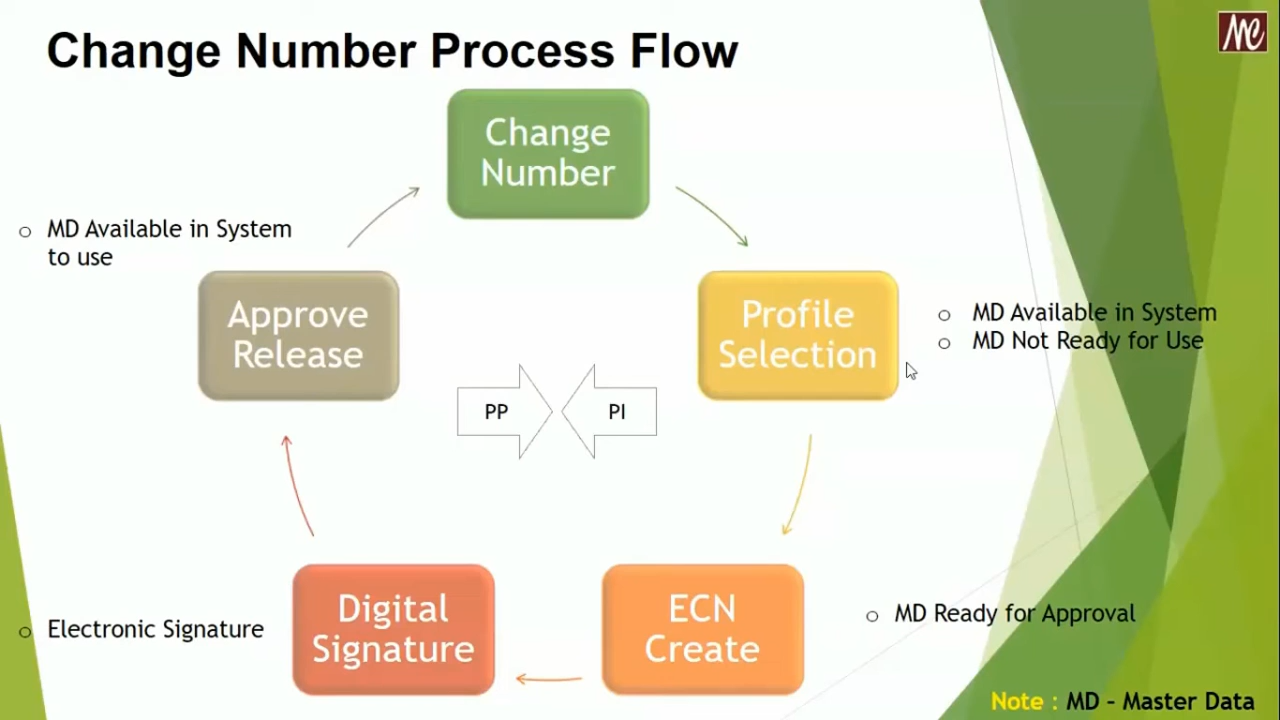 Change Number Process Flow
MC
Change
Number
MD Available in System
to use
Approve
Release
Profile
Selection
MD Available in System
MD Not Ready for Use
PP
PI
Digital
Signature
Electronic Signature
ECN
Create
MD Ready for Approval
Note : MD – Master Data